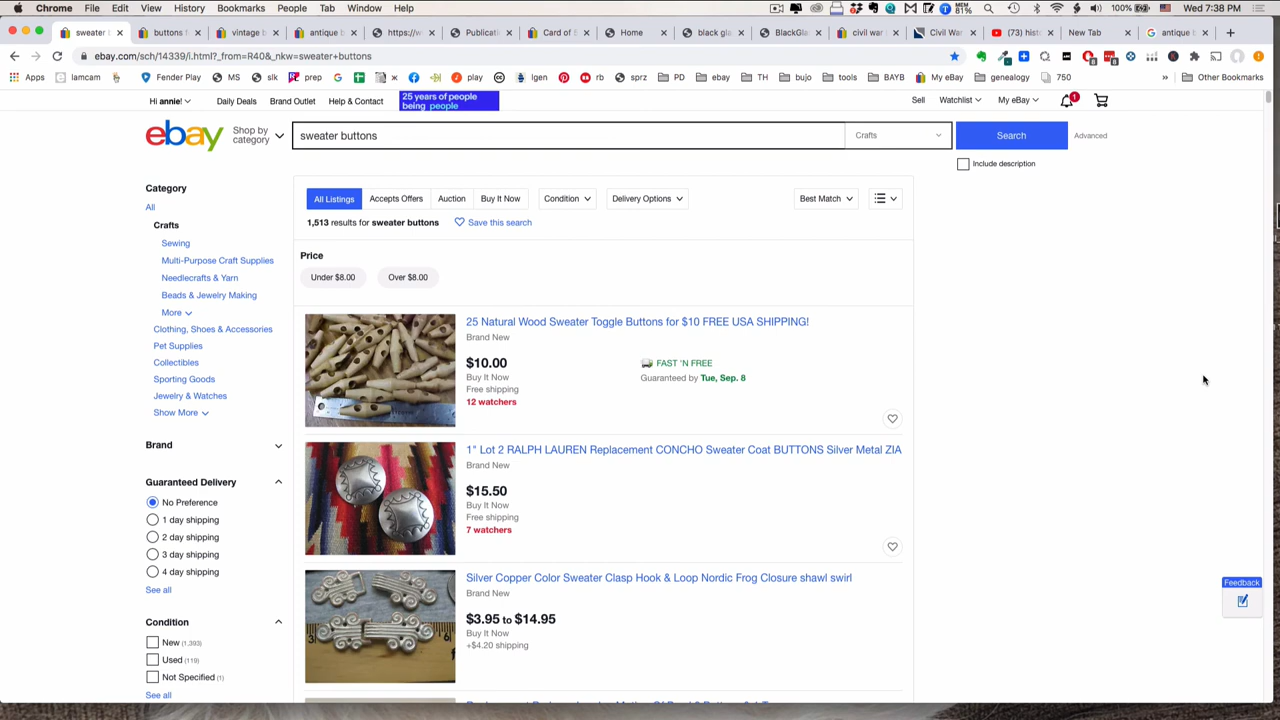 Chrome File Edit View History Bookmarks People Tab Window Help
MEM 81% 100% Wed 7:38 PM
sweater b buttons f vintage b antique b https://w Publicati Card of B Home black gla BlackGla civil war Civil War (73) hist New Tab antique b
ebay.com/sch/14339/i.html?_from=R40&_nkw=sweater+buttons
Apps iamcam Fender Play MS slk prep play lgen rb sprz PD ebay TH bujo tools BAYB My eBay genealogy 750 » Other Bookmarks
Hi annie! Daily Deals Brand Outlet Help & Contact
25 years of people
being people
Sell Watchlist My eBay 1
ebay
Shop by
category
sweater buttons Crafts Search Advanced
Include description
Category
All
Crafts
Sewing
Multi-Purpose Craft Supplies
Needlecrafts & Yarn
Beads & Jewelry Making
More
Clothing, Shoes & Accessories
Pet Supplies
Collectibles
Sporting Goods
Jewelry & Watches
Show More
Brand
Guaranteed Delivery
No Preference
1 day shipping
2 day shipping
3 day shipping
4 day shipping
See all
Condition
New (1,393)
Used (119)
Not Specified (1)
See all
All Listings Accepts Offers Auction Buy It Now Condition Delivery Options Best Match
1,513 results for sweater buttons Save this search
Price
Under $8.00 Over $8.00
25 Natural Wood Sweater Toggle Buttons for $10 FREE USA SHIPPING!
Brand New
$10.00
Buy It Now
Free shipping
12 watchers
FAST 'N FREE
Guaranteed by Tue, Sep. 8
1" Lot 2 RALPH LAUREN Replacement CONCHO Sweater Coat BUTTONS Silver Metal ZIA
Brand New
$15.50
Buy It Now
Free shipping
7 watchers
Silver Copper Color Sweater Clasp Hook & Loop Nordic Frog Closure shawl swirl
Brand New
$3.95 to $14.95
Buy It Now
+$4.20 shipping
Feedback